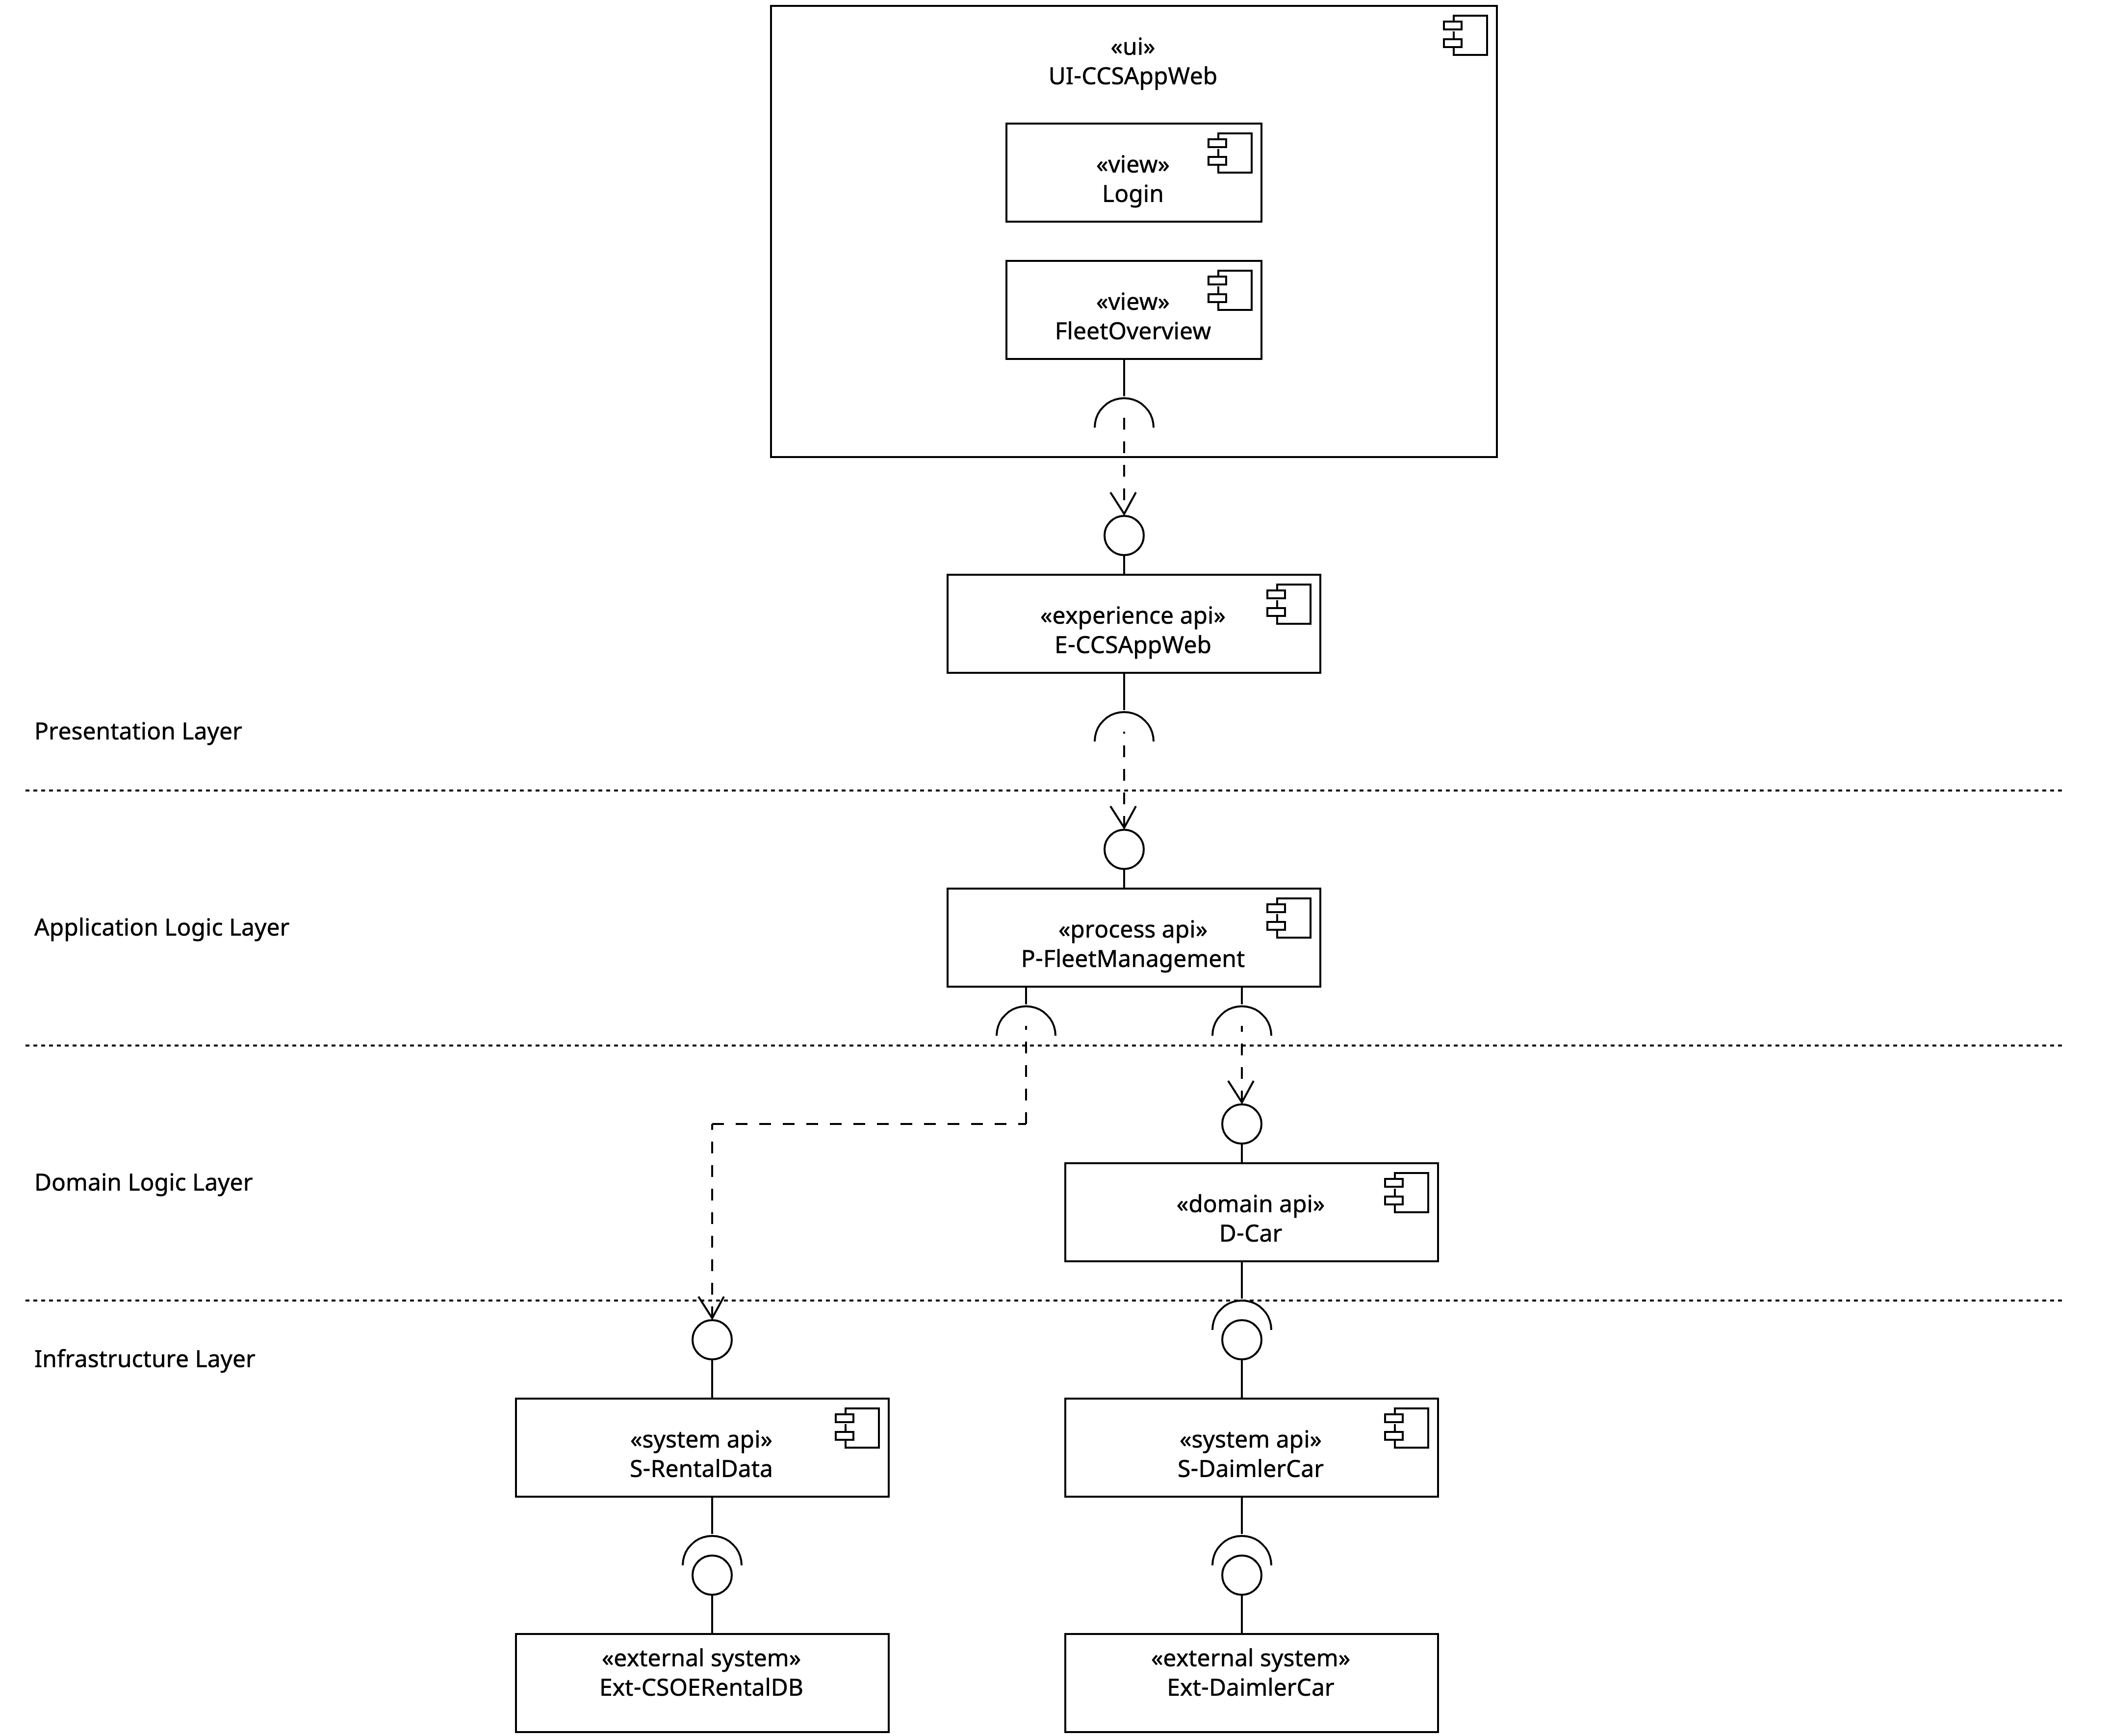 «ui»
UI-CCSAppWeb
«view»
Login
«view»
FleetOverview
«experience api»
E-CCSAppWeb
Presentation Layer
Application Logic Layer
«process api»
P-FleetManagement
Domain Logic Layer
«domain api»
D-Car
Infrastructure Layer
«system api»
S-RentalData
«system api»
S-DaimlerCar
«external system»
Ext-CSOERentalDB
«external system»
Ext-DaimlerCar